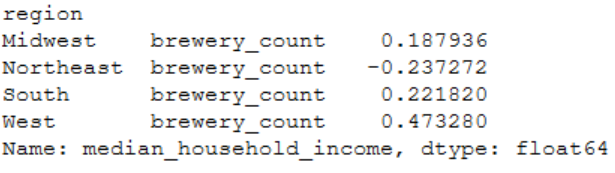 region
Midwest    brewery_count    0.187936
Northeast  brewery_count   -0.237272
South      brewery_count    0.221820
West       brewery_count    0.473280
Name: median_household_income, dtype: float64